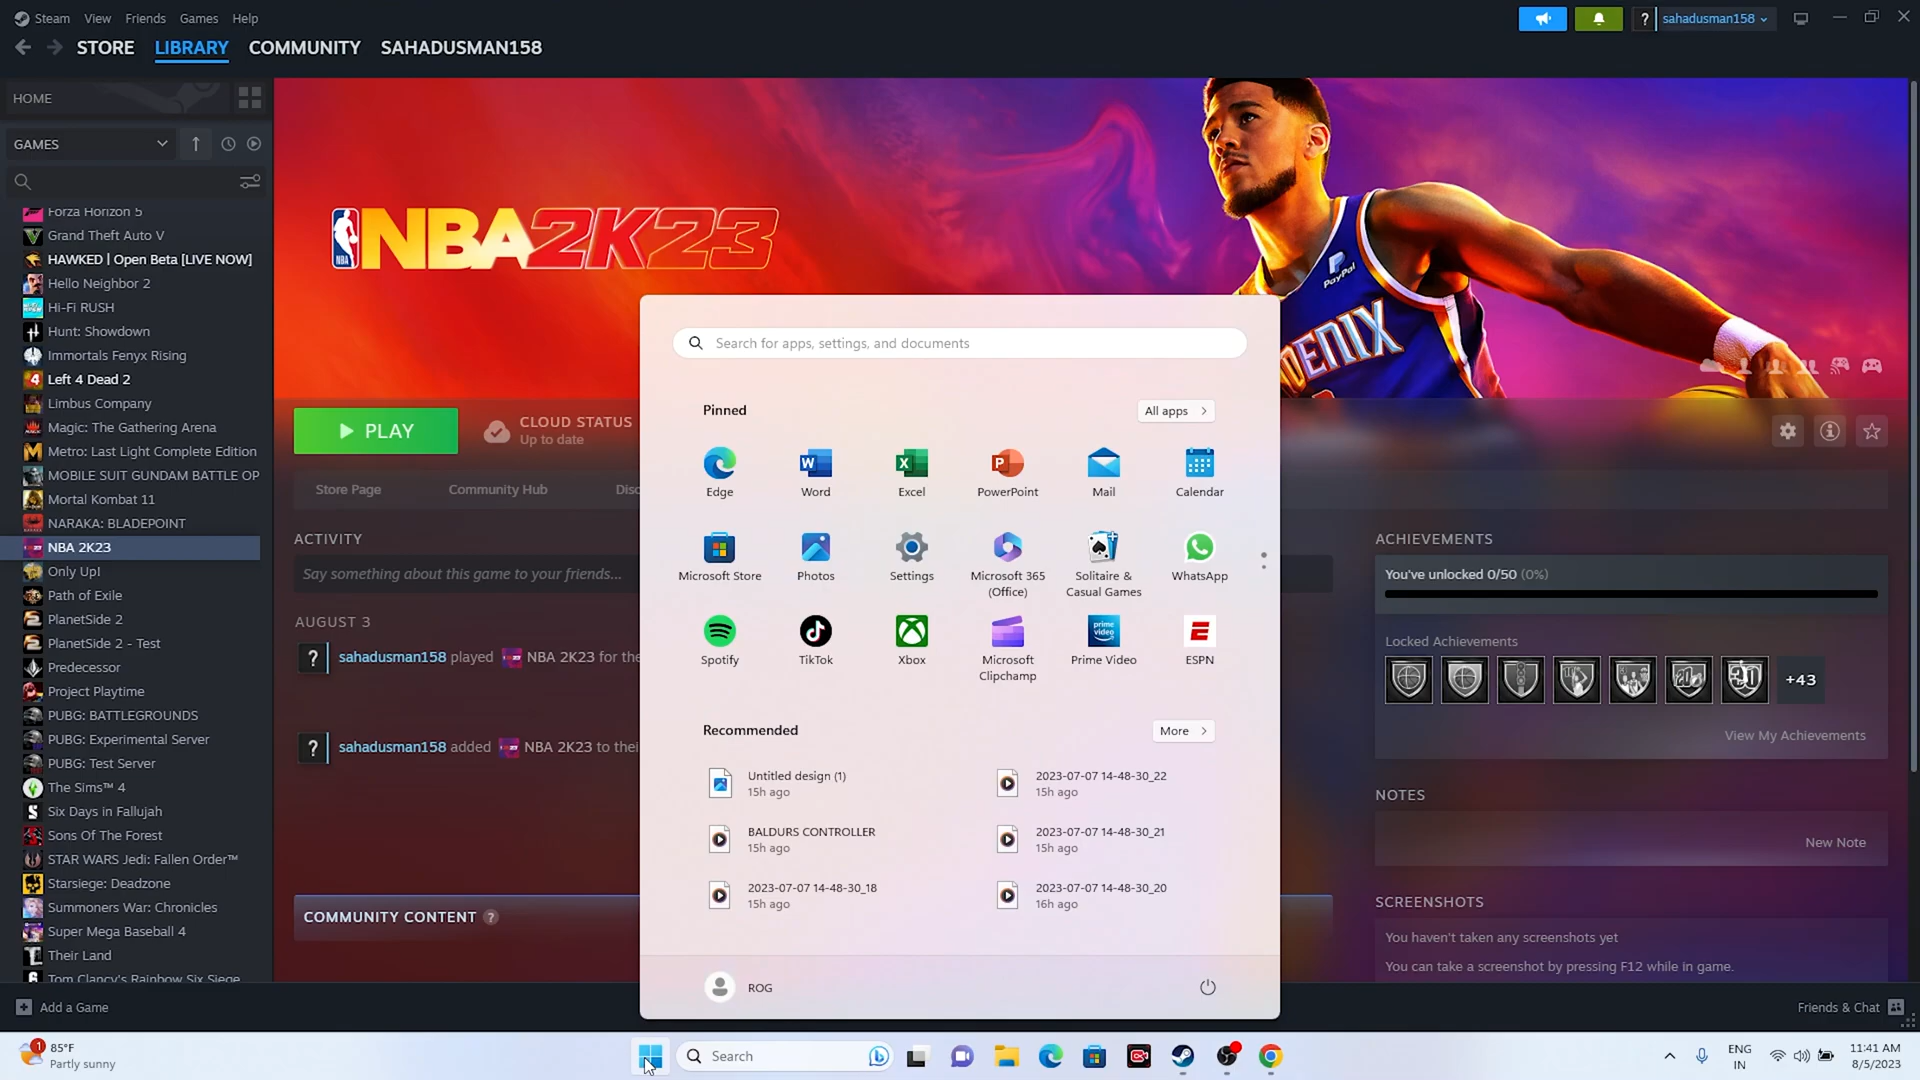 Steam View Friends Games Help
sahadusman158
STORE LIBRARY COMMUNITY SAHADUSMAN158
HOME
GAMES
Forza Horizon 5
Grand Theft Auto V
HAWKED | Open Beta [LIVE NOW]
Hello Neighbor 2
Hi-Fi RUSH
Hunt: Showdown
Immortals Fenyx Rising
Left 4 Dead 2
Limbus Company
Magic: The Gathering Arena
Metro: Last Light Complete Edition
MOBILE SUIT GUNDAM BATTLE OP
Mortal Kombat 11
NARAKA: BLADEPOINT
NBA 2K23
Only Up!
Path of Exile
PlanetSide 2
PlanetSide 2 - Test
Predecessor
Project Playtime
PUBG: BATTLEGROUNDS
PUBG: Experimental Server
PUBG: Test Server
The Sims™ 4
Six Days in Fallujah
Sons Of The Forest
STAR WARS Jedi: Fallen Order™
Starsiege: Deadzone
Summoners War: Chronicles
Super Mega Baseball 4
Their Land
Tom Clancy's Rainbow Six Siege
Add a Game
NBA 2K23
PayPal
PLAY
CLOUD STATUS
Up to date
Store Page Community Hub Disc
ACTIVITY
Say something about this game to your friends...
AUGUST 3
sahadusman158 played NBA 2K23 for the
sahadusman158 added NBA 2K23 to thei
COMMUNITY CONTENT ?
Search for apps, settings, and documents
Pinned
All apps
Edge
Word
Excel
PowerPoint
Mail
Calendar
Microsoft Store
Photos
Settings
Microsoft 365
(Office)
Solitaire &
Casual Games
WhatsApp
Spotify
TikTok
Xbox
Microsoft
Clipchamp
prime
video
Prime Video
ESPN
Recommended
More
Untitled design (1)
15h ago
2023-07-07 14-48-30_22
15h ago
BALDURS CONTROLLER
15h ago
2023-07-07 14-48-30_21
15h ago
2023-07-07 14-48-30_18
15h ago
2023-07-07 14-48-30_20
16h ago
ROG
ACHIEVEMENTS
You've unlocked 0/50 (0%)
Locked Achievements
+43
View My Achievements
NOTES
New Note
SCREENSHOTS
You haven't taken any screenshots yet
You can take a screenshot by pressing F12 while in game.
Friends & Chat
1
85°F
Partly sunny
Search
ENG
IN
11:41 AM
8/5/2023